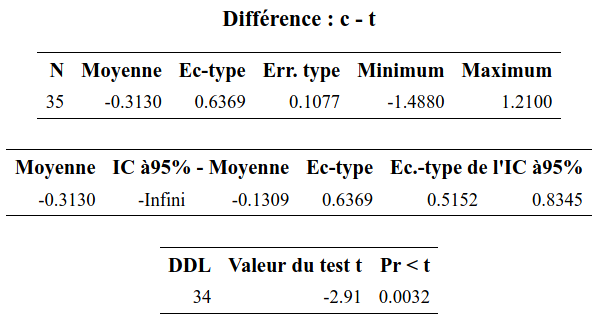 Différence : c - t
N Moyenne Ec-type Err. type Minimum Maximum
35 -0.3130 0.6369 0.1077 -1.4880 1.2100
Moyenne IC à95% - Moyenne Ec-type Ec.-type de l'IC à95%
-0.3130 -Infini -0.1309 0.6369 0.5152 0.8345
DDL Valeur du test t Pr < t
34 -2.91 0.0032